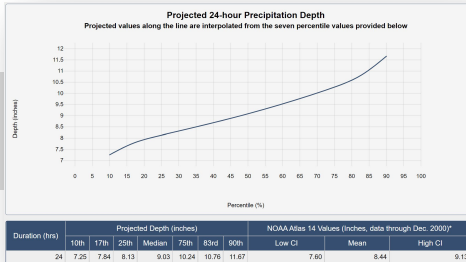 Projected 24-hour Precipitation Depth
Projected values along the line are interpolated from the seven percentile values provided below
Depth (inches)
12
11.5
11
10.5
10
9.5
9
8.5
8
7.5
7
0 5 10 15 20 25 30 35 40 45 50 55 60 65 70 75 80 85 90 95 100
Percentile (%)
Duration (hrs) Projected Depth (inches) NOAA Atlas 14 Values (Inches, data through Dec. 2000)*
10th 17th 25th Median 75th 83rd 90th Low CI Mean High CI
24 7.25 7.84 8.13 9.03 10.24 10.76 11.67 7.60 8.44